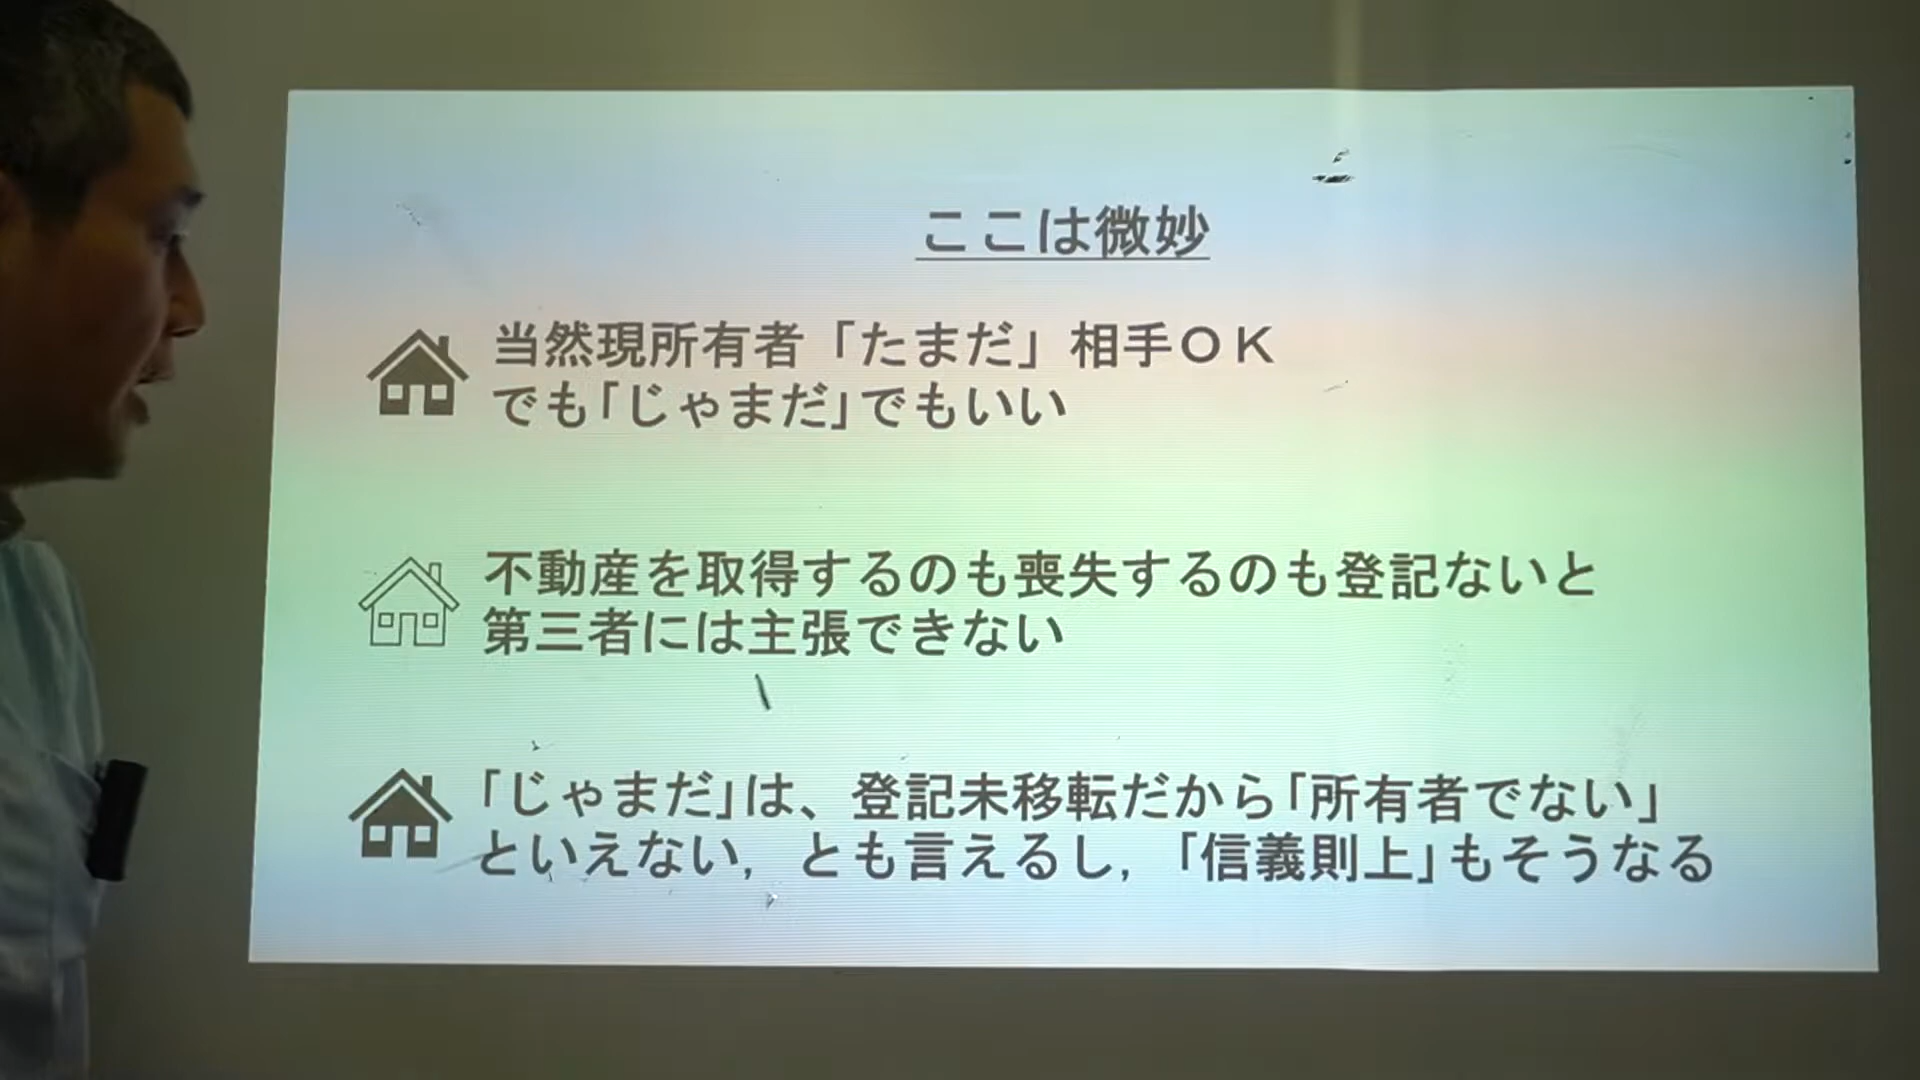 ここは微妙
当然現所有者「たまだ」相手ＯＫ
でも「じゃまだ」でもいい
不動産を取得するのも喪失するのも登記ないと
第三者には主張できない
「じゃまだ」は、登記未移転だから「所有者でない」
といえない，とも言えるし，「信義則上」もそうなる